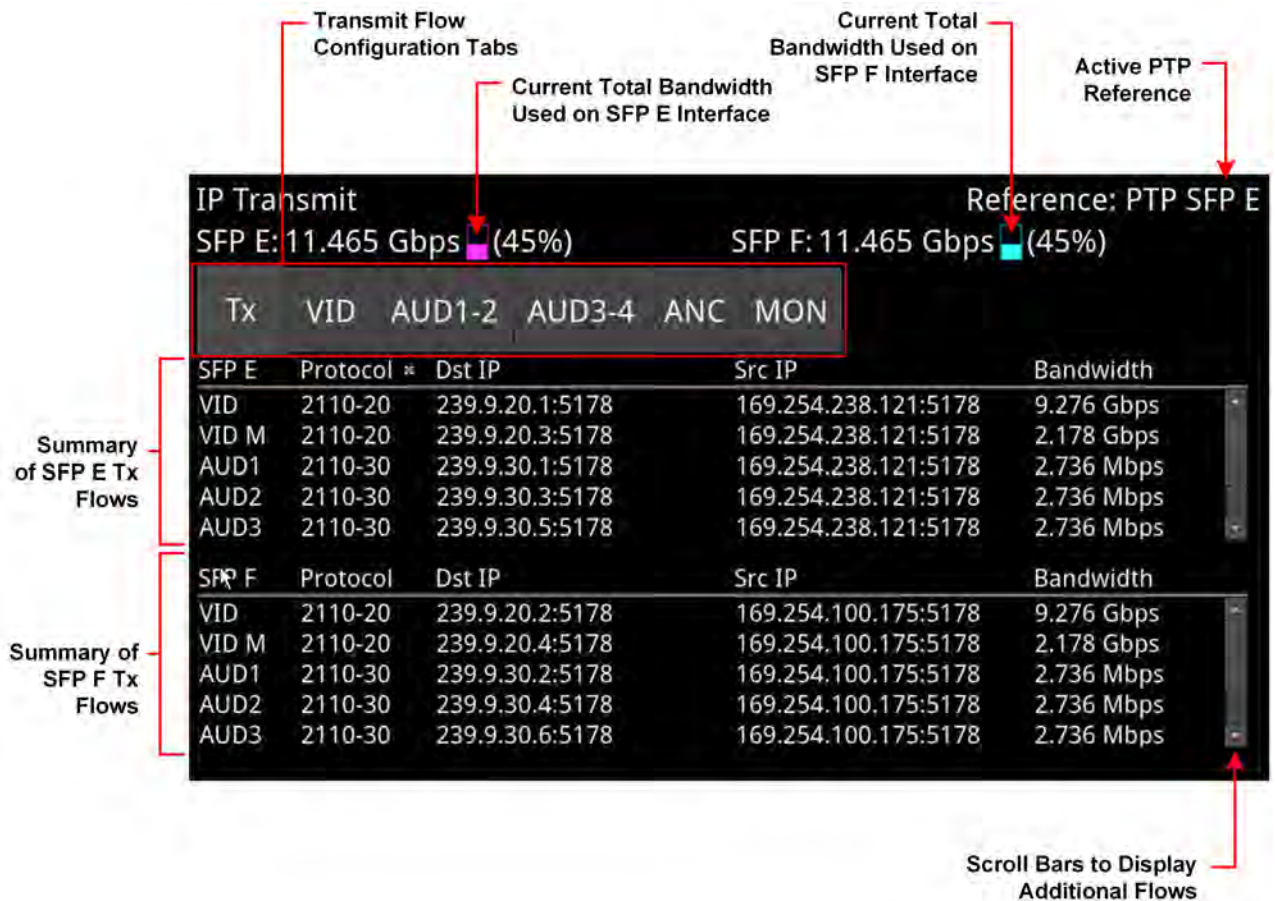 Transmit Flow
Configuration Tabs
Current Total Bandwidth
Used on SFP E Interface
Current Total
Bandwidth Used on
SFP F Interface
Active PTP
Reference
IP Transmit Reference: PTP SFP E
SFP E: 11.465 Gbps (45%) SFP F: 11.465 Gbps (45%)
Tx VID AUD1-2 AUD3-4 ANC MON
SFP E Protocol Dst IP Src IP Bandwidth
VID 2110-20 239.9.20.1:5178 169.254.238.121:5178 9.276 Gbps
VID M 2110-20 239.9.20.3:5178 169.254.238.121:5178 2.178 Gbps
AUD1 2110-30 239.9.30.1:5178 169.254.238.121:5178 2.736 Mbps
AUD2 2110-30 239.9.30.3:5178 169.254.238.121:5178 2.736 Mbps
AUD3 2110-30 239.9.30.5:5178 169.254.238.121:5178 2.736 Mbps
Summary
of SFP E Tx
Flows
SFP F Protocol Dst IP Src IP Bandwidth
VID 2110-20 239.9.20.2:5178 169.254.100.175:5178 9.276 Gbps
VID M 2110-20 239.9.20.4:5178 169.254.100.175:5178 2.178 Gbps
AUD1 2110-30 239.9.30.2:5178 169.254.100.175:5178 2.736 Mbps
AUD2 2110-30 239.9.30.4:5178 169.254.100.175:5178 2.736 Mbps
AUD3 2110-30 239.9.30.6:5178 169.254.100.175:5178 2.736 Mbps
Summary of
SFP F Tx
Flows
Scroll Bars to Display
Additional Flows